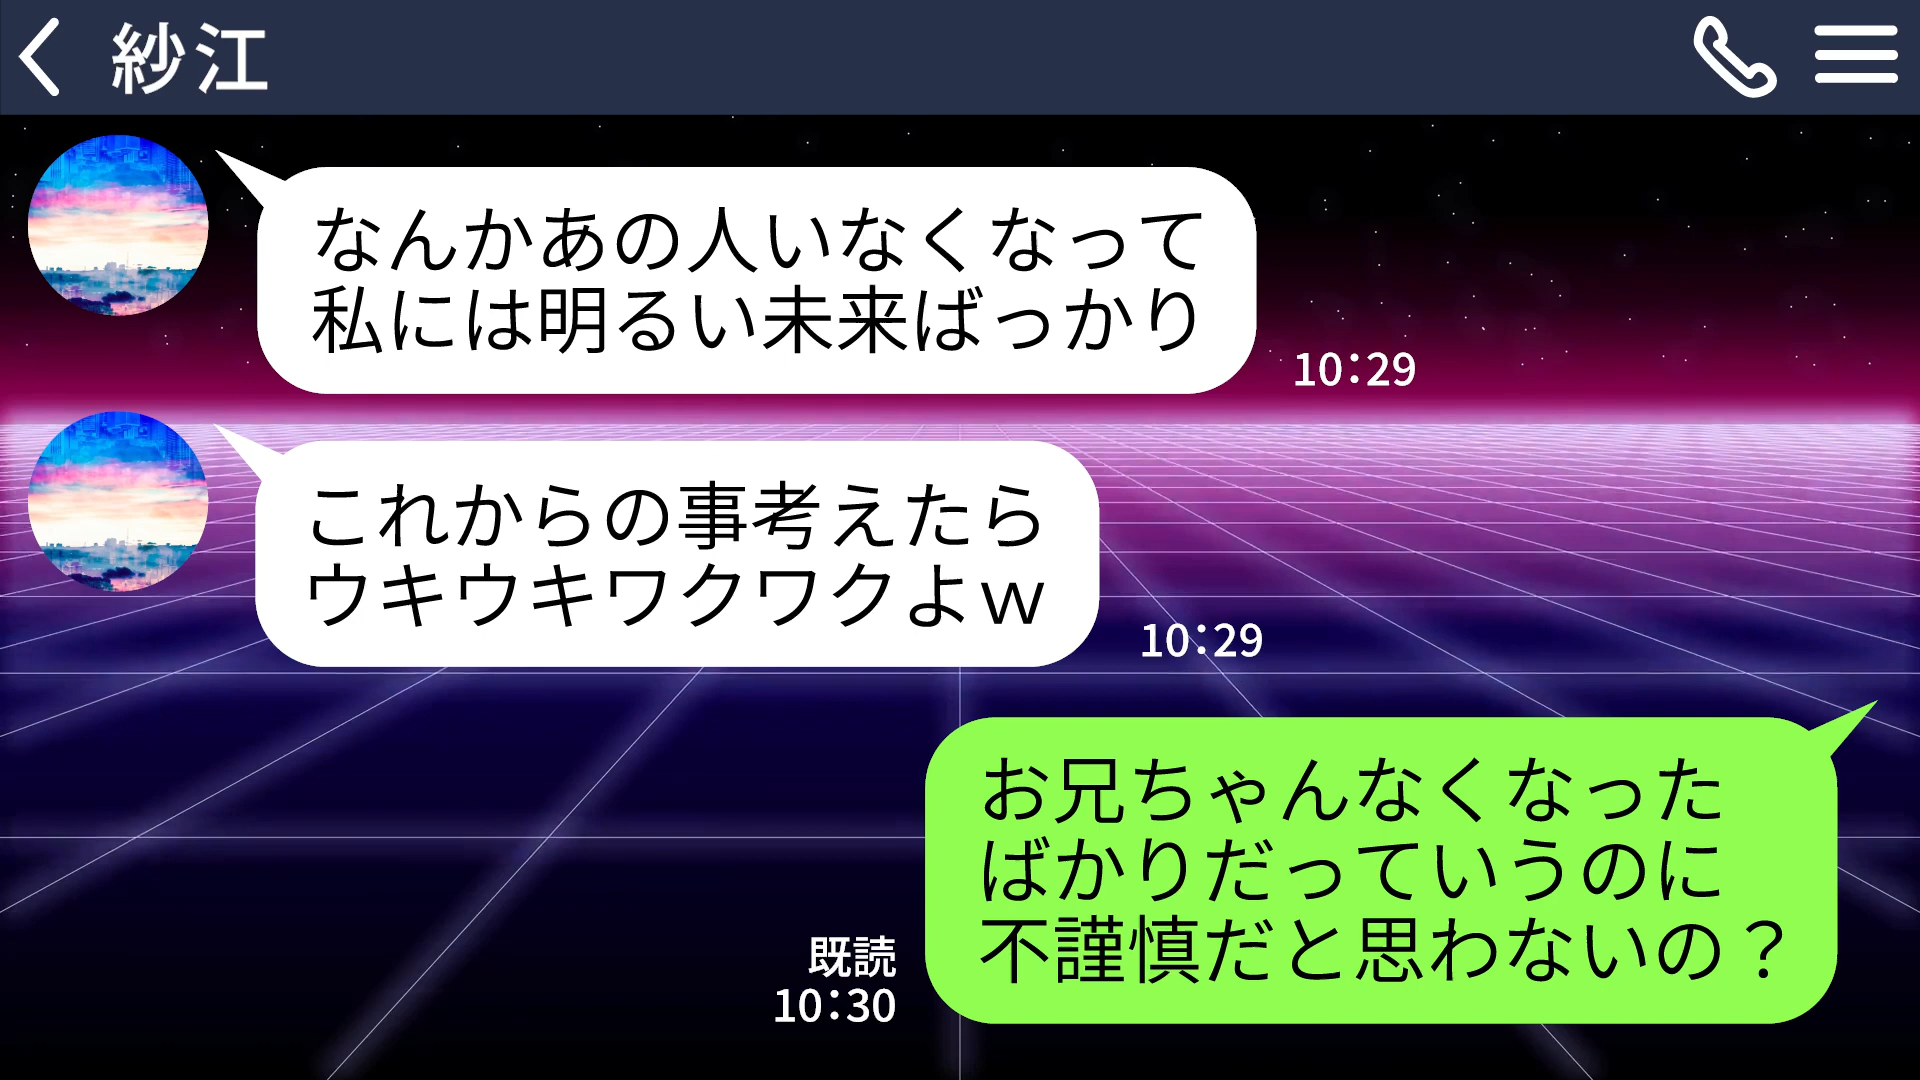 紗江
なんかあの人いなくなって
私には明るい未来ばっかり
10:29
これからの事考えたら
ウキウキワクワクよw
10:29
お兄ちゃんなくなった
ばかりだっていうのに
不謹慎だと思わないの？
既読
10:30